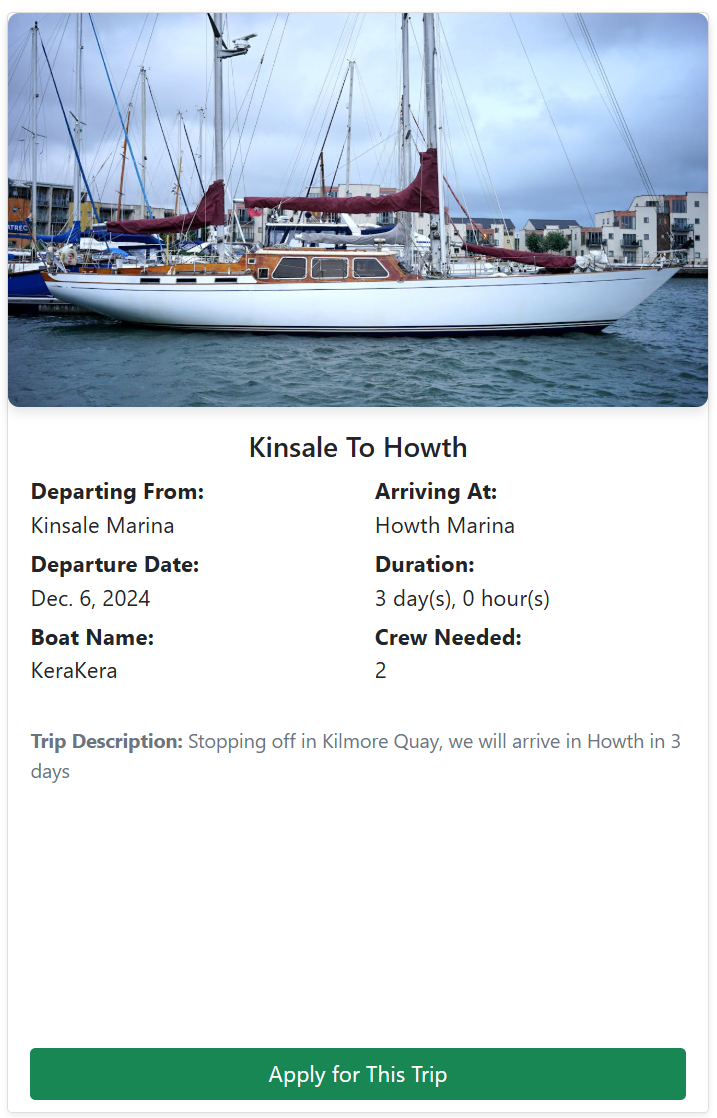 ATREC
Kinsale To Howth
Departing From:
Arriving At:
Kinsale Marina
Howth Marina
Departure Date:
Duration:
Dec. 6, 2024
3 day(s), 0 hour(s)
Boat Name:
Crew Needed:
KeraKera
2
Trip Description: Stopping off in Kilmore Quay, we will arrive in Howth in 3
days
Apply for This Trip